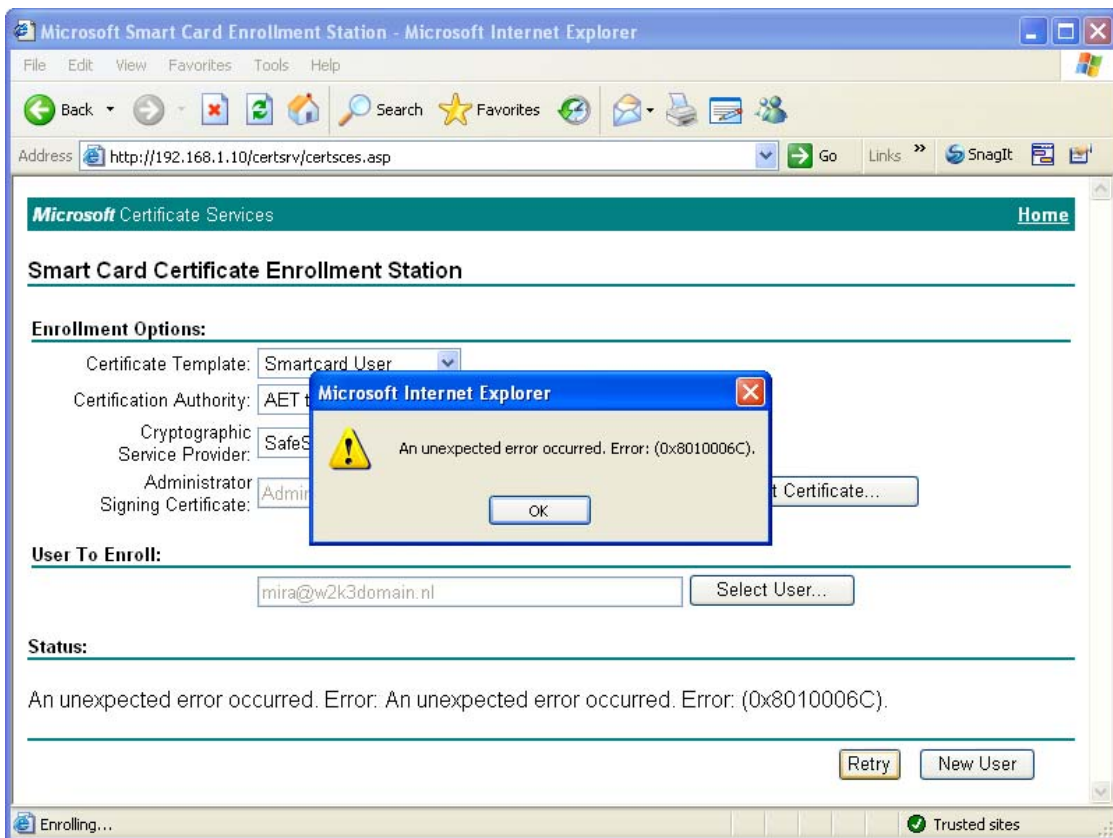 Microsoft Smart Card Enrollment Station - Microsoft Internet Explorer
File Edit View Favorites Tools Help
Back Search Favorites
Address http://192.168.1.10/certsrv/certsces.asp Go Links » SnagIt
Microsoft Certificate Services Home
Smart Card Certificate Enrollment Station
Enrollment Options:
Certificate Template: Smartcard User
Certification Authority: AET
Microsoft Internet Explorer
An unexpected error occurred. Error: (0x8010006C).
OK
Cryptographic
Service Provider:
Administrator
Signing Certificate: Certificate...
User To Enroll:
mira@w2k3domain.nl Select User...
Status:
An unexpected error occurred. Error: An unexpected error occurred. Error: (0x8010006C).
Retry New User
Enrolling... Trusted sites